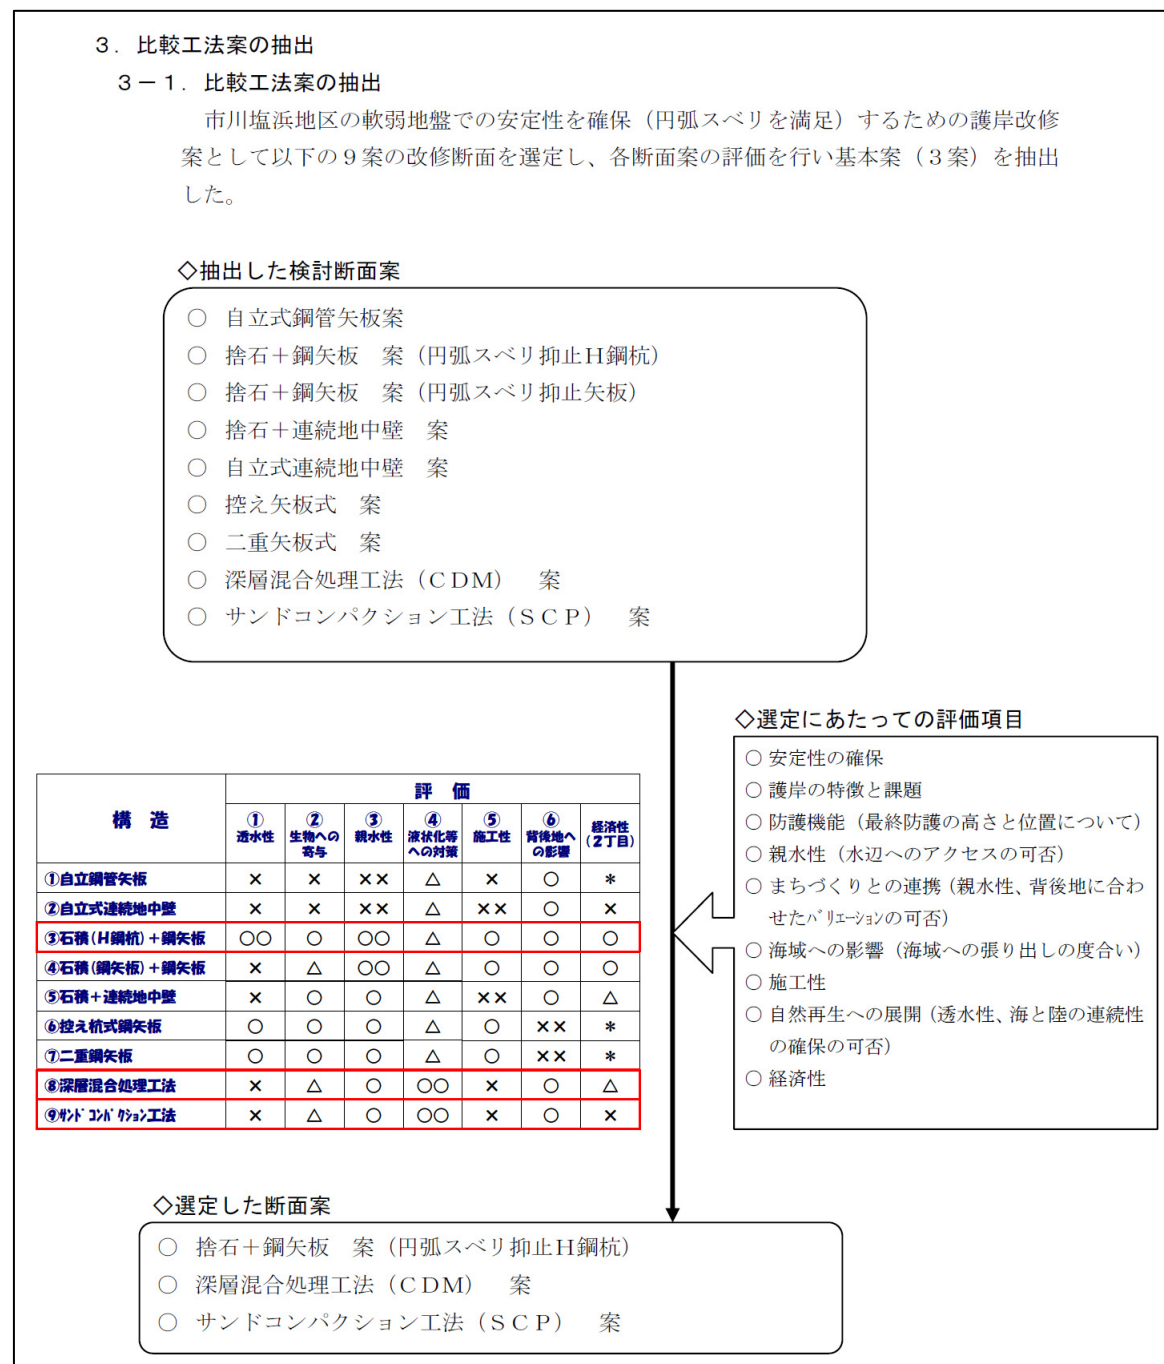 ３．比較工法案の抽出
３－１．比較工法案の抽出
市川塩浜地区の軟弱地盤での安定性を確保（円弧スベリを満足）するための護岸改修
案として以下の９案の改修断面を選定し、各断面案の評価を行い基本案（３案）を抽出
した。
◇抽出した検討断面案
○ 自立式鋼管矢板案
○ 捨石＋鋼矢板　案（円弧スベリ抑止Ｈ鋼杭）
○ 捨石＋鋼矢板　案（円弧スベリ抑止矢板）
○ 捨石＋連続地中壁　案
○ 自立式連続地中壁　案
○ 控え矢板式　案
○ 二重矢板式　案
○ 深層混合処理工法（ＣＤＭ）　案
○ サンドコンパクション工法（ＳＣＰ）　案
◇選定にあたっての評価項目
○ 安定性の確保
○ 護岸の特徴と課題
○ 防護機能（最終防護の高さと位置について）
○ 親水性（水辺へのアクセスの可否）
○ まちづくりとの連携（親水性、背後地に合わ
せたﾊﾞﾘｴｰｼｮﾝの可否）
○ 海域への影響（海域への張り出しの度合い）
○ 施工性
○ 自然再生への展開（透水性、海と陸の連続性
の確保の可否）
○ 経済性
構　造　評　価
① 透水性　② 生物への寄与　③ 親水性　④ 液状化等への対策　⑤ 施工性　⑥ 背後地への影響　経済性（２丁目）
①自立鋼管矢板　×　×　××　△　×　○　＊
②自立式連続地中壁　×　×　××　△　××　○　×
③石積（Ｈ鋼杭）＋鋼矢板　○○　○　○○　△　○　○　○
④石積（鋼矢板）＋鋼矢板　×　△　○○　△　○　○　○
⑤石積＋連続地中壁　×　○　○　△　××　○　△
⑥控え杭式鋼矢板　○　○　○　△　○　××　＊
⑦二重鋼矢板　○　○　○　△　○　××　＊
⑧深層混合処理工法　×　△　○　○○　×　○　△
⑨ｻﾝﾄﾞｺﾝﾊﾟｸｼｮﾝ工法　×　△　○　○○　×　○　×
◇選定した断面案
○ 捨石＋鋼矢板　案（円弧スベリ抑止Ｈ鋼杭）
○ 深層混合処理工法（ＣＤＭ）　案
○ サンドコンパクション工法（ＳＣＰ）　案